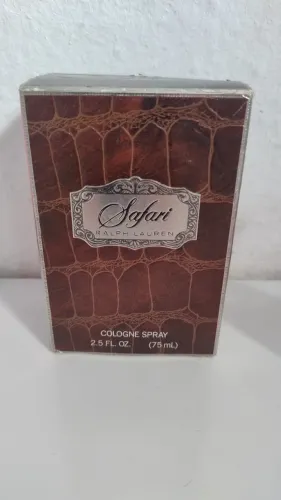 Safari
RALPH LAUREN
COLOGNE SPRAY
2.5 FL. OZ. (75 ml.)